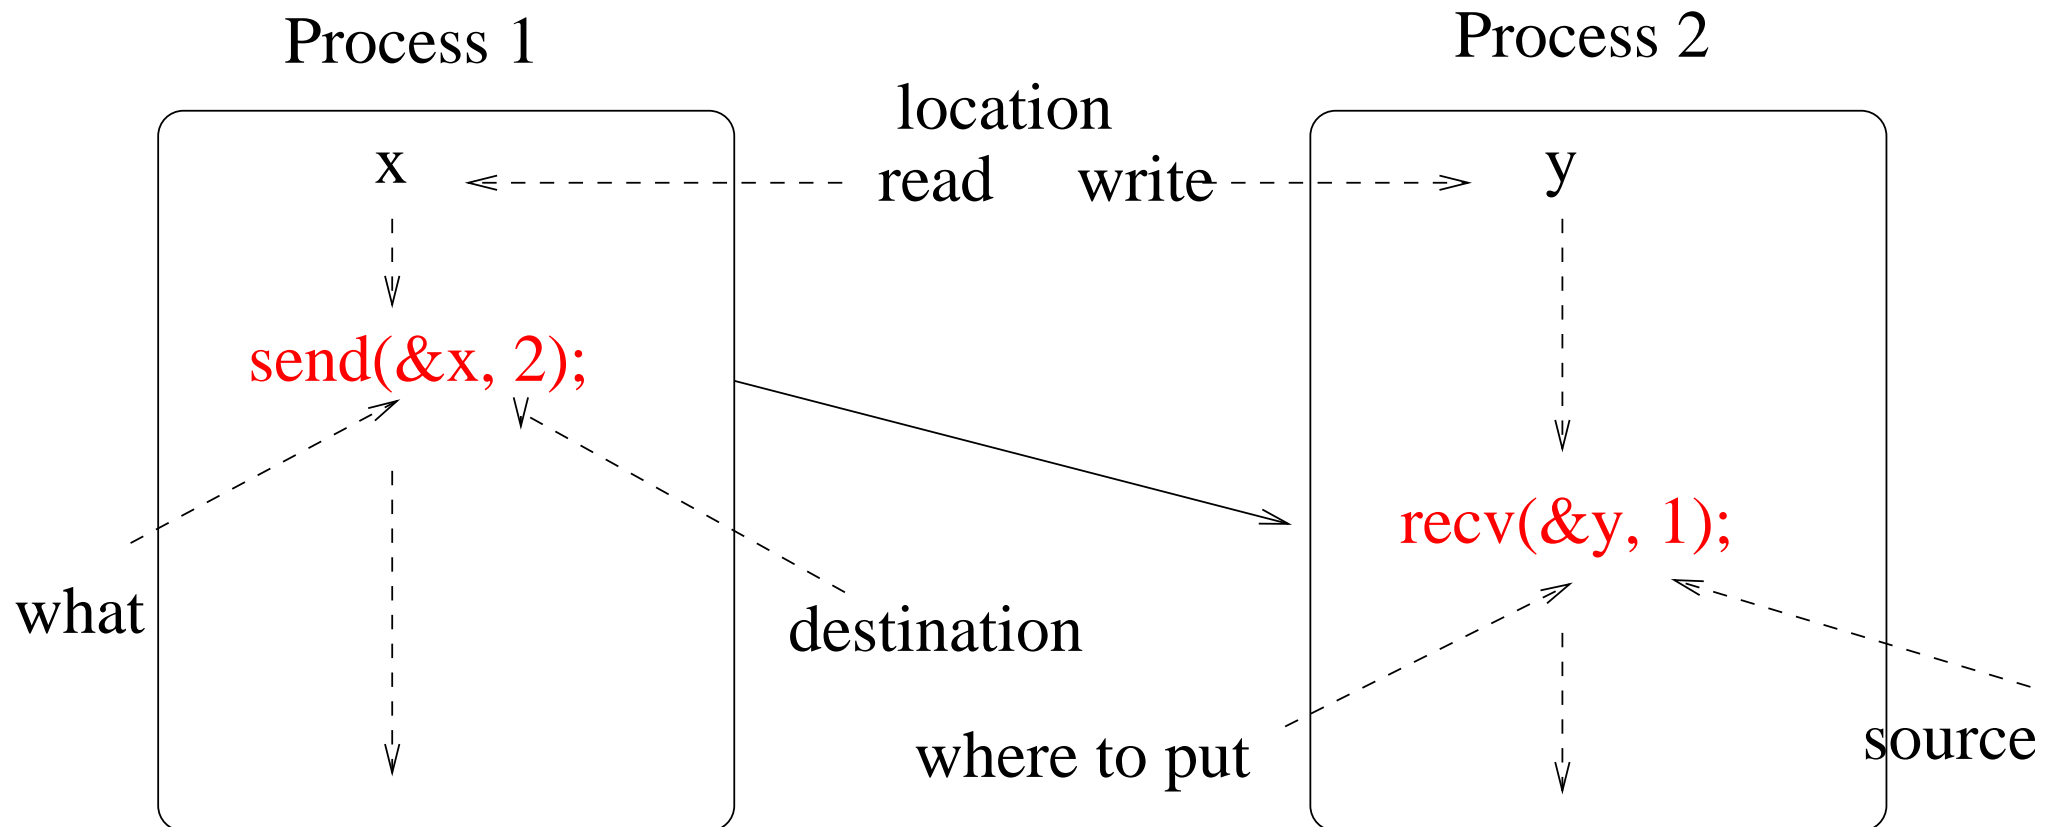 Process 1
Process 2
location
x
read
write
y
send(&x, 2);
recv(&y, 1);
what
destination
where to put
source